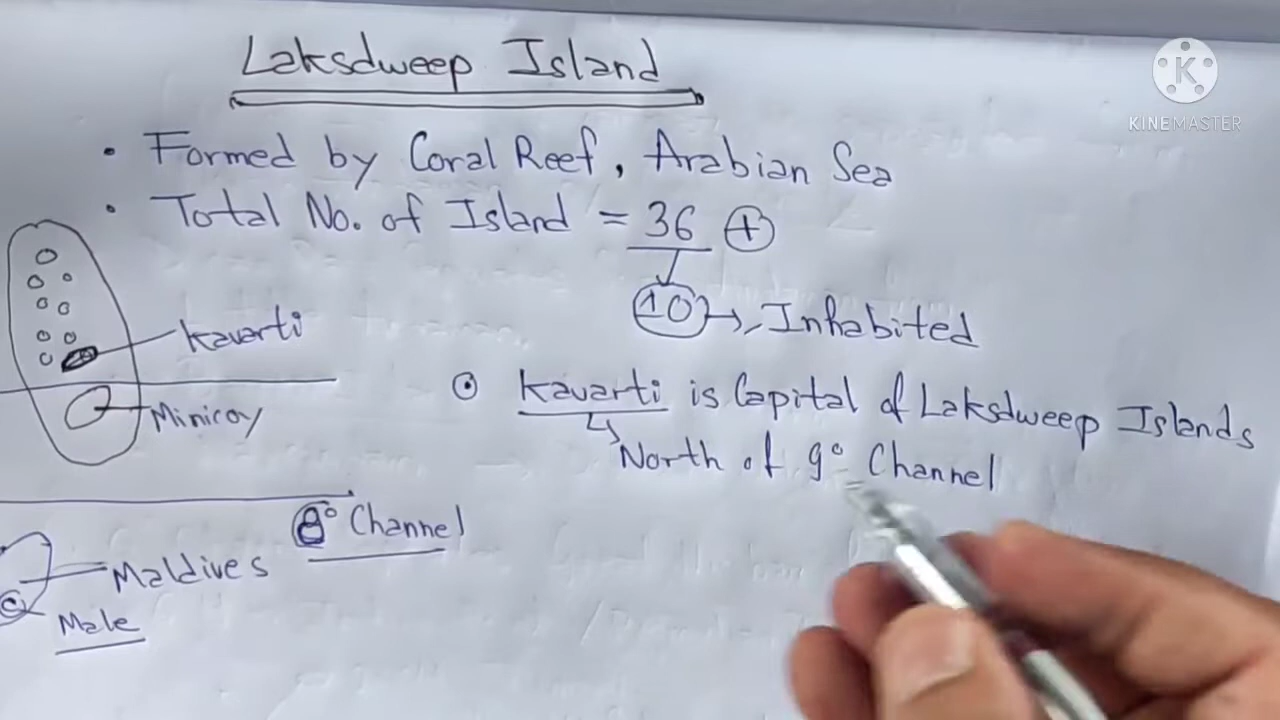 Laksdweep Island
K
KINEMASTER
• Formed by Coral Reef, Arabian Sea
• Total No. of Island = 36 +
10 → Inhabited
Kavarti
Minicoy
Kavarti is Capital of Laksdweep Islands
North of 9° Channel
8° Channel
Maldives
Male